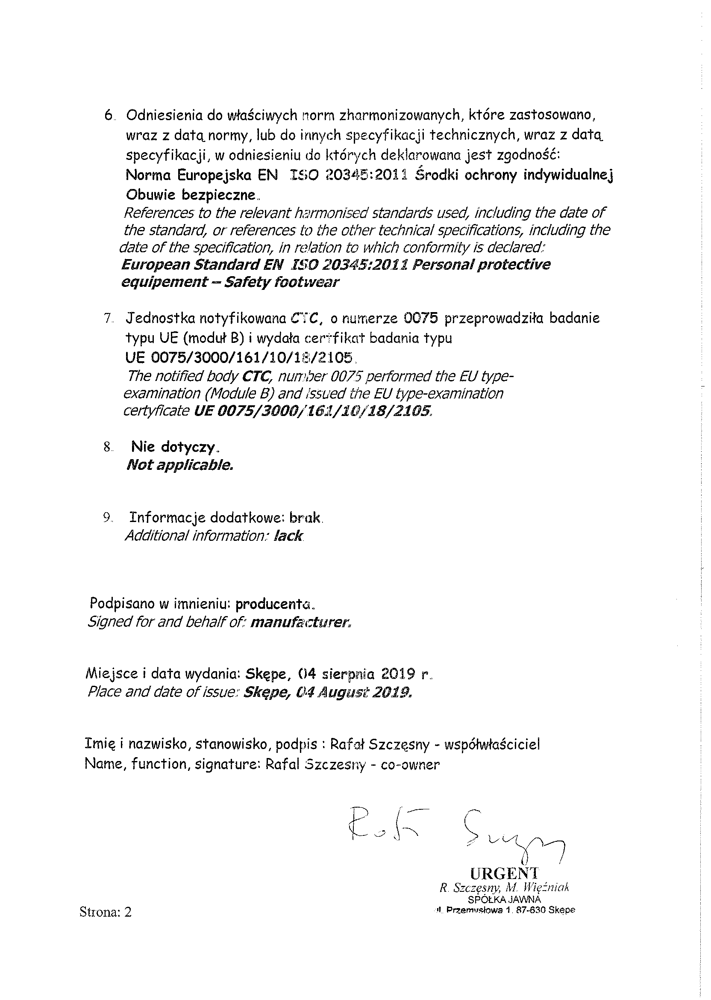 6. Odniesienia do właściwych norm zharmonizowanych, które zastosowano,
wraz z datą normy, lub do innych specyfikacji technicznych, wraz z datą
specyfikacji, w odniesieniu do których deklarowana jest zgodność:
Norma Europejska EN ISO 20345:2011 Środki ochrony indywidualnej
Obuwie bezpieczne.
References to the relevant harmonised standards used, including the date of
the standard, or references to the other technical specifications, including the
date of the specification, in relation to which conformity is declared:
European Standard EN ISO 20345:2011 Personal protective
equipement – Safety footwear
7. Jednostka notyfikowana CTC, o numerze 0075 przeprowadziła badanie
typu UE (moduł B) i wydała certfikat badania typu
UE 0075/3000/161/10/18/2105.
The notified body CTC, number 0075 performed the EU type-
examination (Module B) and issued the EU type-examination
certyficate UE 0075/3000/161/10/18/2105.
8. Nie dotyczy.
Not applicable.
9. Informacje dodatkowe: brak.
Additional information: lack
Podpisano w imnieniu: producenta.
Signed for and behalf of: manufacturer.
Miejsce i data wydania: Skępe, 04 sierpnia 2019 r.
Place and date of issue: Skępe, 04 August 2019.
Imię i nazwisko, stanowisko, podpis : Rafał Szczęsny - współwłaściciel
Name, function, signature: Rafal Szczesny - co-owner
URGENT
R. Szczęsny, M. Więźniak
SPÓŁKA JAWNA
ul. Przemysłowa 1, 87-630 Skępe
Strona: 2